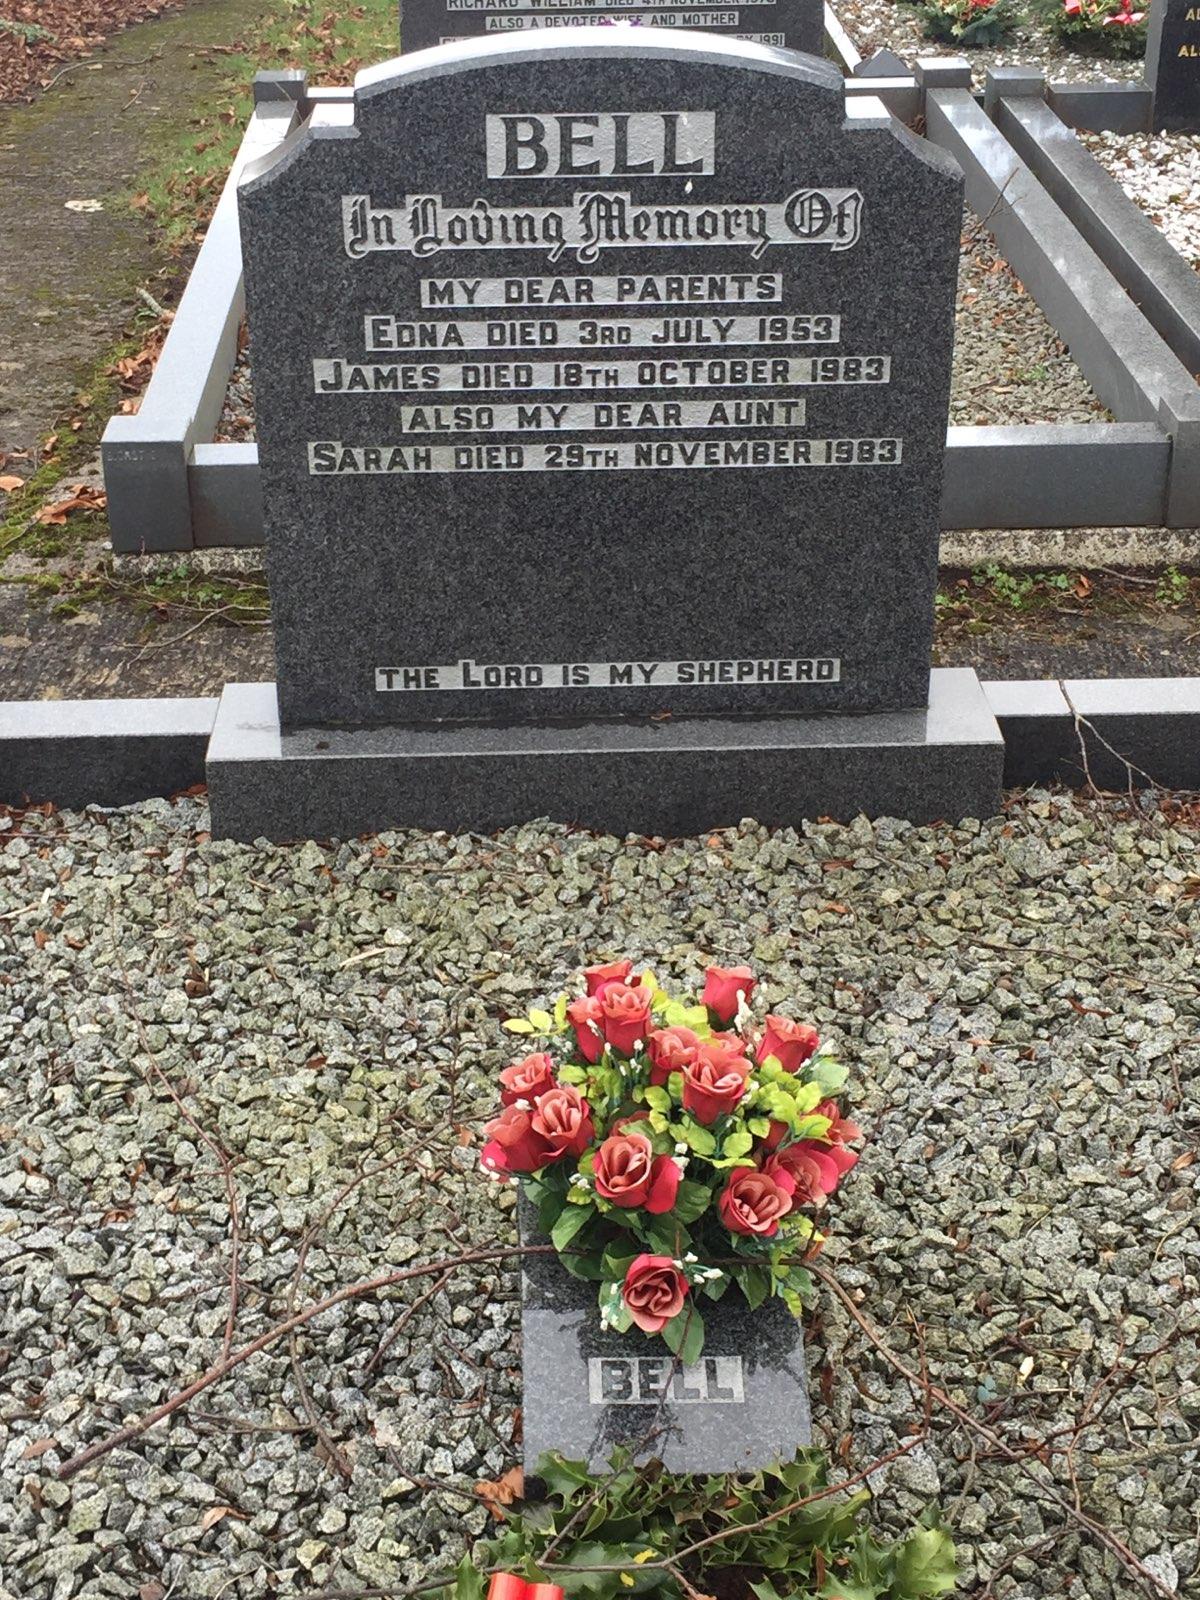 RICHARD WILLIAM DIED 4TH NOVEMBER
ALSO A DEVOTED WIFE AND MOTHER
1991
BELL
In Loving Memory Of
MY DEAR PARENTS
EDNA DIED 3RD JULY 1953
JAMES DIED 18TH OCTOBER 1983
ALSO MY DEAR AUNT
SARAH DIED 29TH NOVEMBER 1983
THE LORD IS MY SHEPHERD
BELL